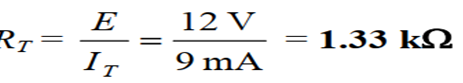 R_T = E / I_T = 12 V / 9 mA = 1.33 kΩ